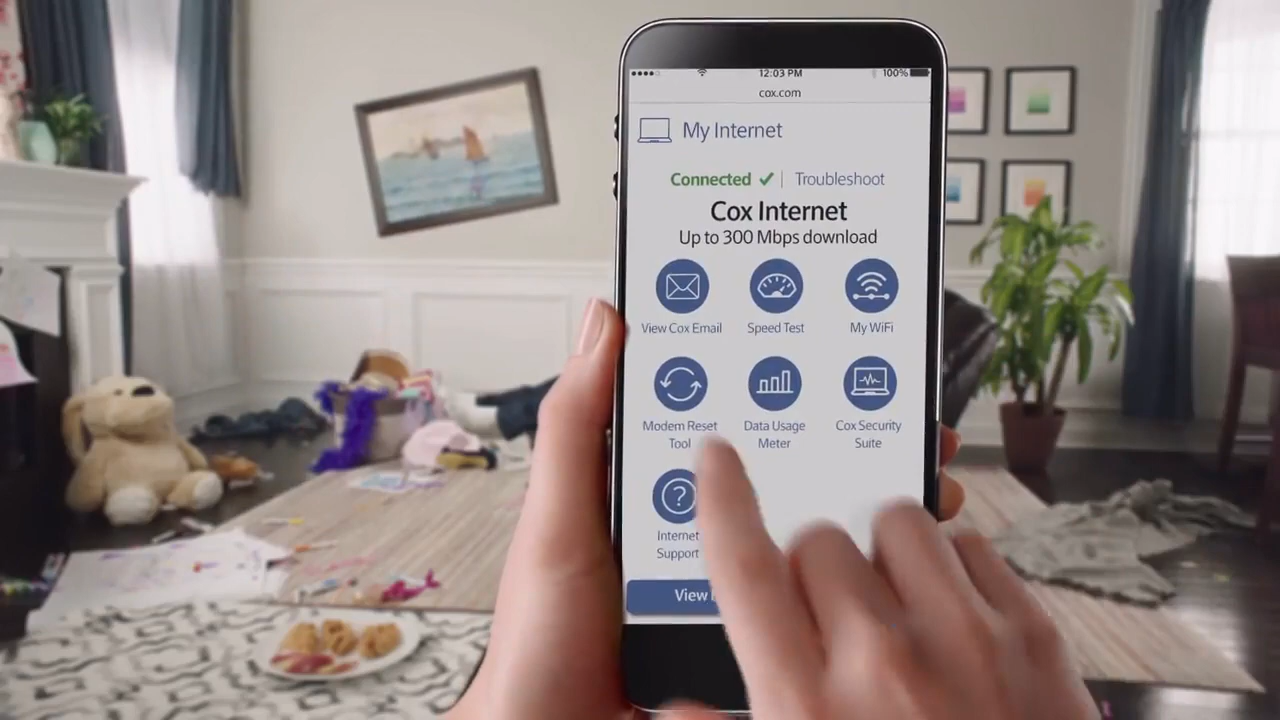 12:03 PM
100%
cox.com
My Internet
Connected | Troubleshoot
Cox Internet
Up to 300 Mbps download
View Cox Email
Speed Test
My WiFi
Modem Reset
Tool
Data Usage
Meter
Cox Security
Suite
?
Internet
Support
View